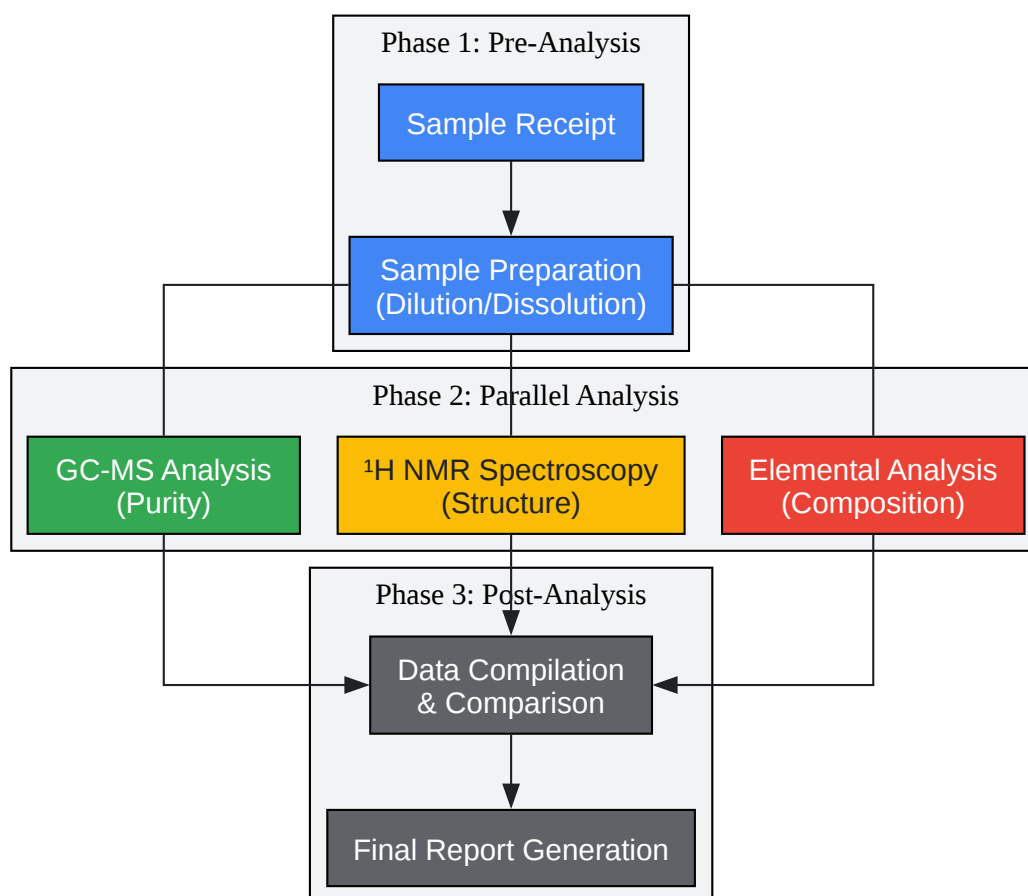 Phase 1: Pre-Analysis
Sample Receipt
Sample Preparation
(Dilution/Dissolution)
Phase 2: Parallel Analysis
GC-MS Analysis
(Purity)
¹H NMR Spectroscopy
(Structure)
Elemental Analysis
(Composition)
Phase 3: Post-Analysis
Data Compilation
& Comparison
Final Report Generation